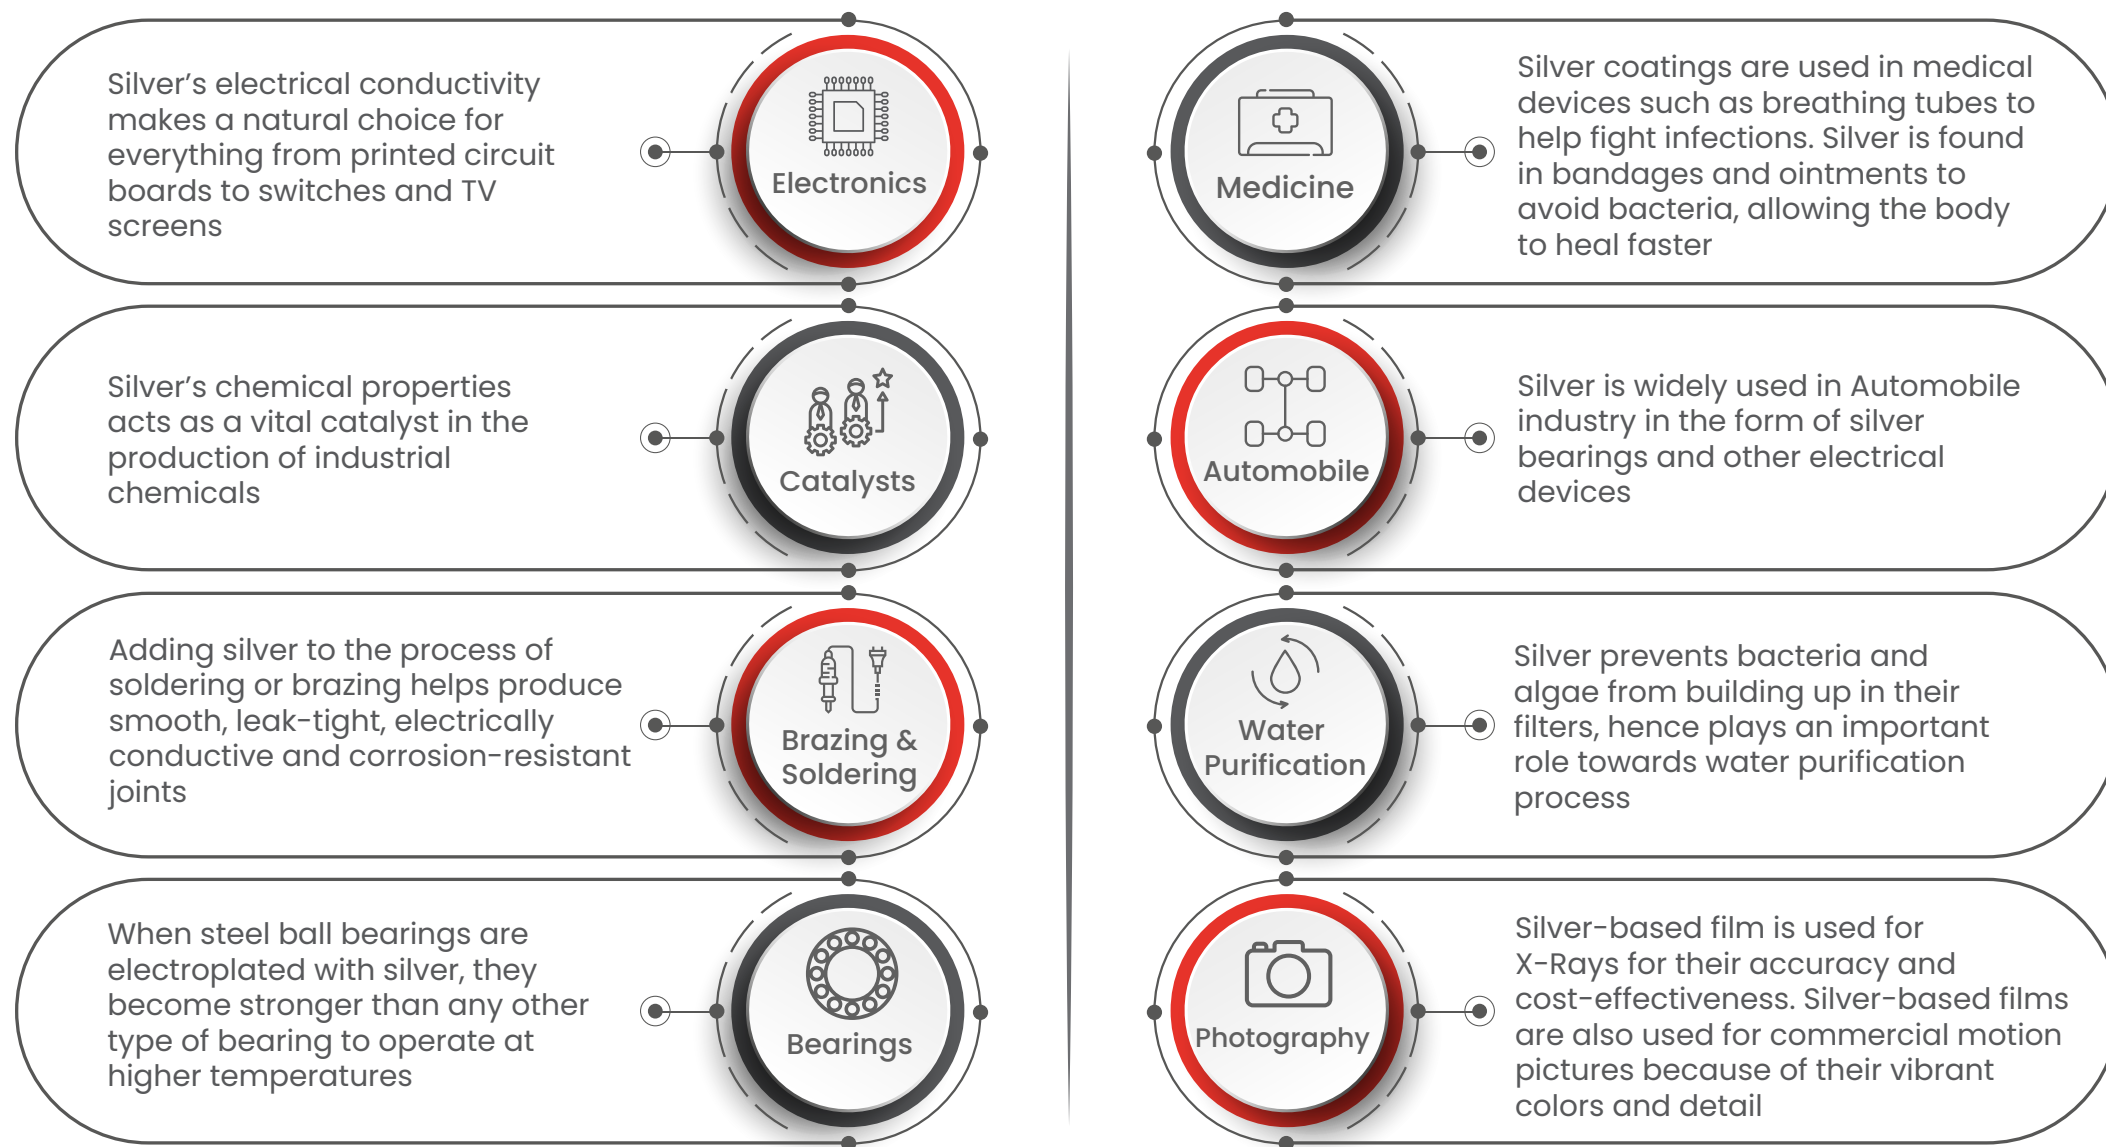 Silver’s electrical conductivity
makes a natural choice for
everything from printed circuit
boards to switches and TV
screens
Electronics
Silver’s chemical properties
acts as a vital catalyst in the
production of industrial
chemicals
Catalysts
Adding silver to the process of
soldering or brazing helps produce
smooth, leak-tight, electrically
conductive and corrosion-resistant
joints
Brazing &
Soldering
When steel ball bearings are
electroplated with silver, they
become stronger than any other
type of bearing to operate at
higher temperatures
Bearings
Medicine
Silver coatings are used in medical
devices such as breathing tubes to
help fight infections. Silver is found
in bandages and ointments to
avoid bacteria, allowing the body
to heal faster
Automobile
Silver is widely used in Automobile
industry in the form of silver
bearings and other electrical
devices
Water
Purification
Silver prevents bacteria and
algae from building up in their
filters, hence plays an important
role towards water purification
process
Photography
Silver-based film is used for
X-Rays for their accuracy and
cost-effectiveness. Silver-based films
are also used for commercial motion
pictures because of their vibrant
colors and detail